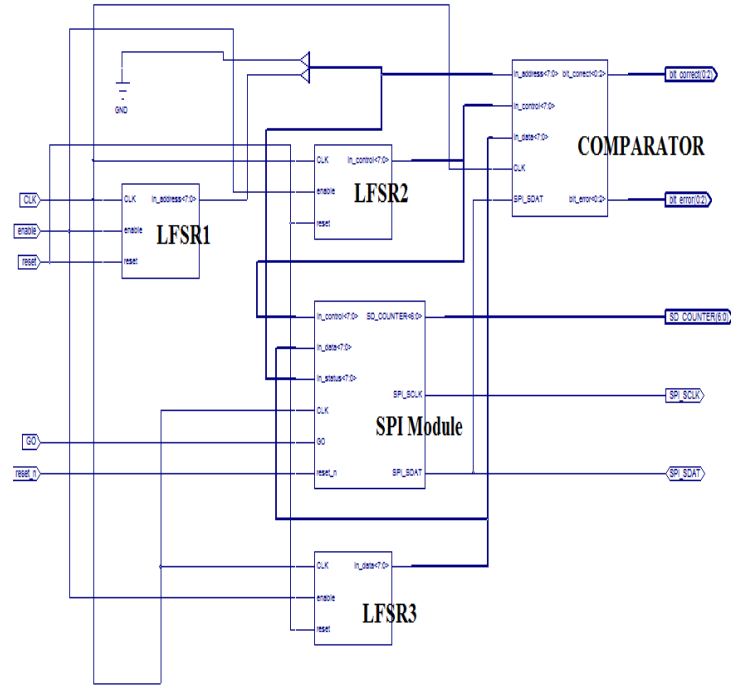 GND
in_address<7:0> bit_correct(0:2)
in_control<7:0>
in_data<7:0>
CLK
SPI_SDAT bit_error(0:2)
COMPARATOR
bit_correct(0:2)
bit_error(0:2)
CLK in_control<7:0>
enable
reset
LFSR2
CLK
enable
reset
CLK in_address<7:0>
enable
reset
LFSR1
in_control<7:0> SD_COUNTER<6:0>
in_data<7:0>
in_status<7:0>
CLK SPI_SCLK
GO
reset_n SPI_SDAT
SPI Module
SD_COUNTER(6:0)
SPI_SCLK
SPI_SDAT
GO
reset_n
CLK in_data<7:0>
enable
reset
LFSR3